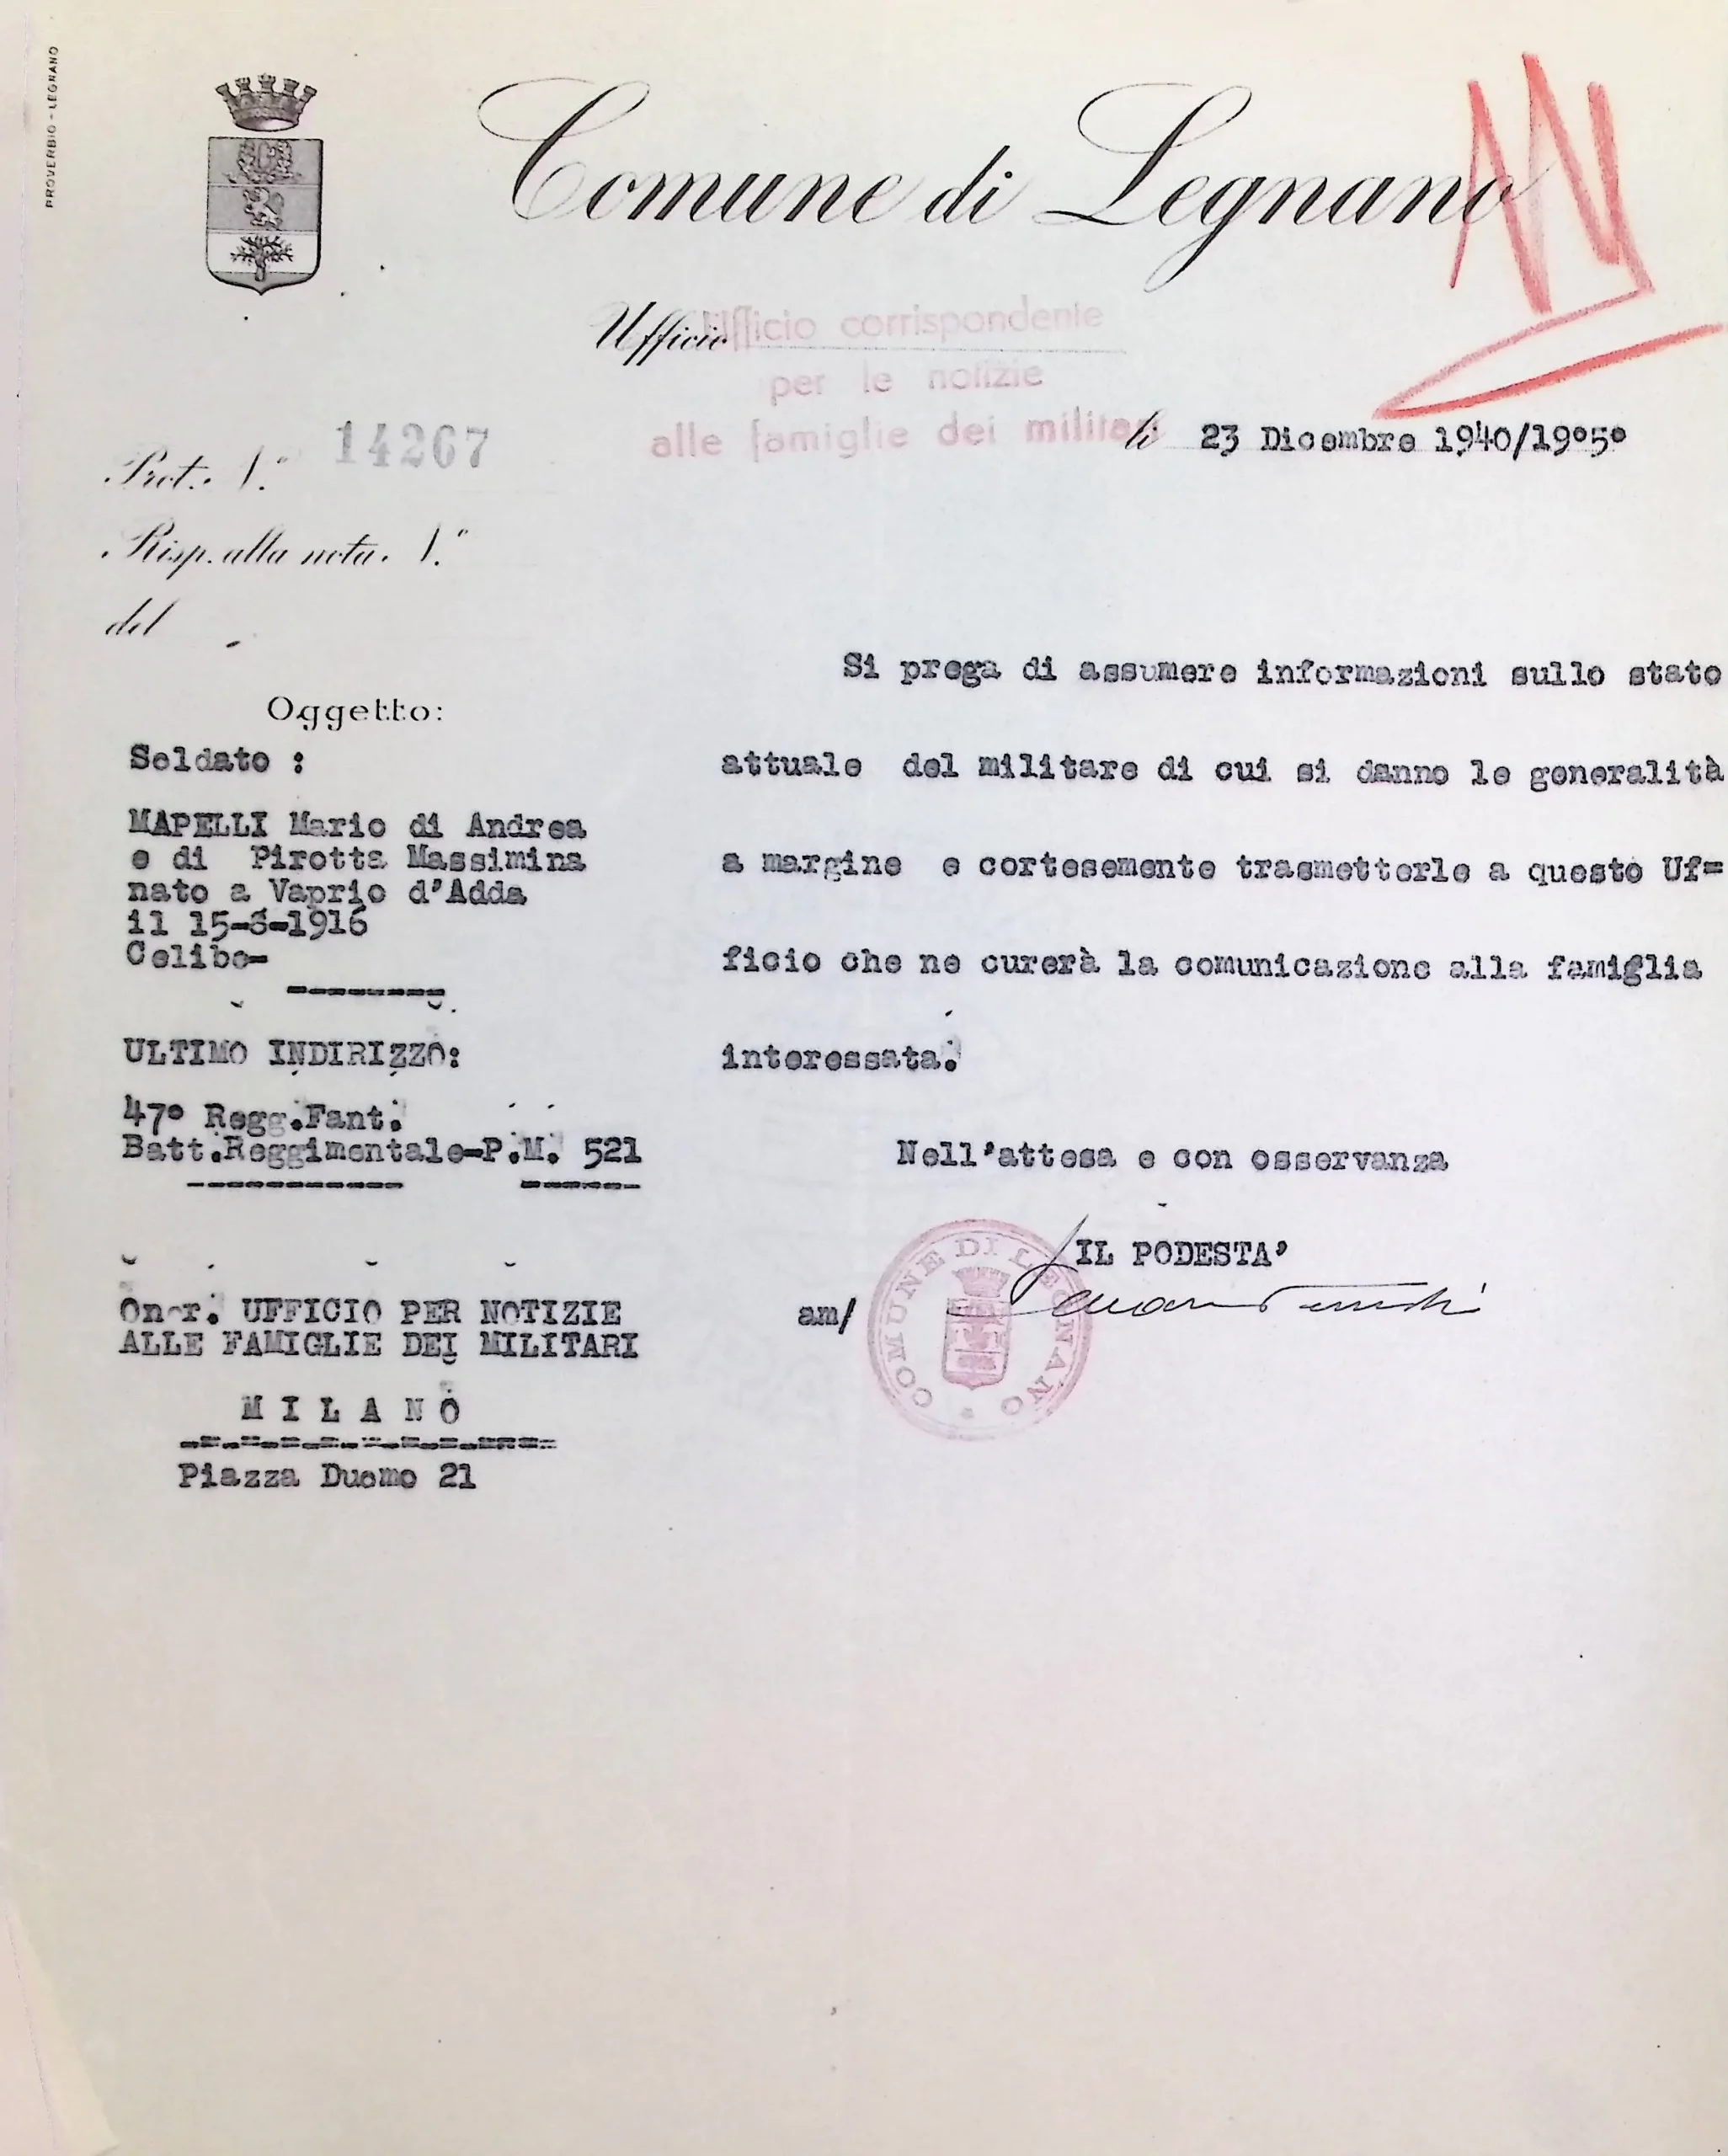 PROVERBIO - LEGNANO
Comune di Legnano
Ufficio
Ufficio corrispondente
per le notizie
alle famiglie dei militari
li 23 Dicembre 1940/19°5°
Prot. N.° 14267
Risp. alla nota N.°
del
Oggetto:
Soldato :
MAPELLI Mario di Andrea
e di Pirotta Massimina
nato a Vaprio d'Adda
il 15-8-1916
Celibe-
ULTIMO INDIRIZZO:
47° Regg.Fant.
Batt.Reggimentale-P.M. 521
On-r. UFFICIO PER NOTIZIE
ALLE FAMIGLIE DEI MILITARI
M I L A N O
Piazza Duomo 21
Si prega di assumere informazioni sullo stato
attuale del militare di cui si danno le generalità
a margine e cortesemente trasmetterle a questo Uf=
ficio che ne curerà la comunicazione alla famiglia
interessata.
Nell'attesa e con osservanza
IL PODESTA'
am/
COMUNE DI LEGNANO